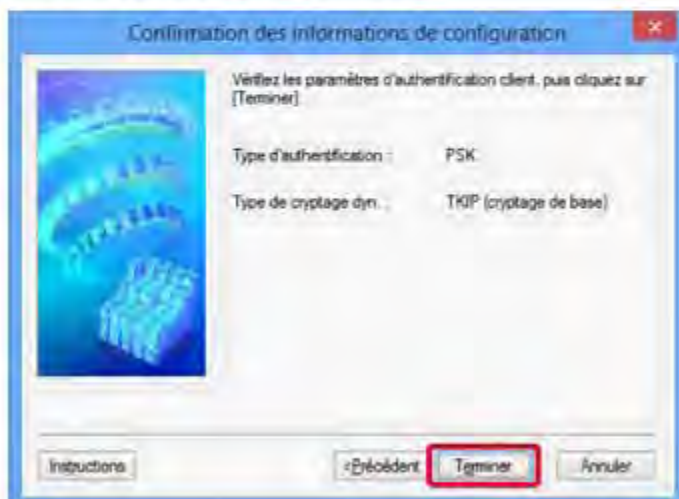 Confirmation des informations de configuration
Vérifiez les paramètres d'authentification client, puis cliquez sur
[Terminer].
Type d'authentification : PSK
Type de cryptage dyn. : TKIP (cryptage de base)
Instructions <Précédent Terminer Annuler